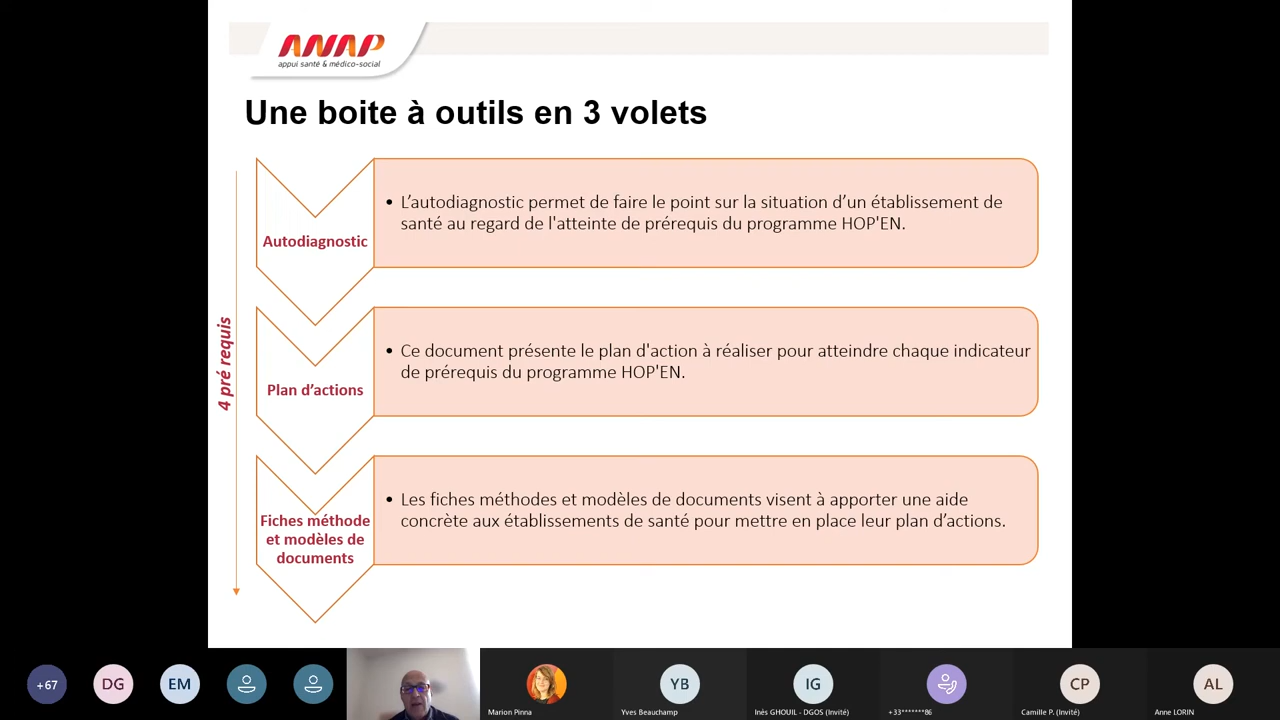 ANAP
appui santé & médico-social
Une boite à outils en 3 volets
4 pré requis
Autodiagnostic
• L’autodiagnostic permet de faire le point sur la situation d’un établissement de
santé au regard de l'atteinte de prérequis du programme HOP'EN.
Plan d’actions
• Ce document présente le plan d'action à réaliser pour atteindre chaque indicateur
de prérequis du programme HOP'EN.
Fiches méthode
et modèles de
documents
• Les fiches méthodes et modèles de documents visent à apporter une aide
concrète aux établissements de santé pour mettre en place leur plan d’actions.
+67
DG
EM
Marion Pinna
YB
Yves Beauchamp
IG
Inès GHOUIL - DGOS (Invité)
+33*******86
CP
Camille P. (Invité)
AL
Anne LORIN